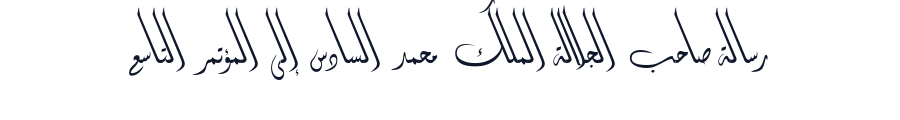 رسالة صاحب الجلالة الملك محمد السادس إلى المؤتمر التاسع